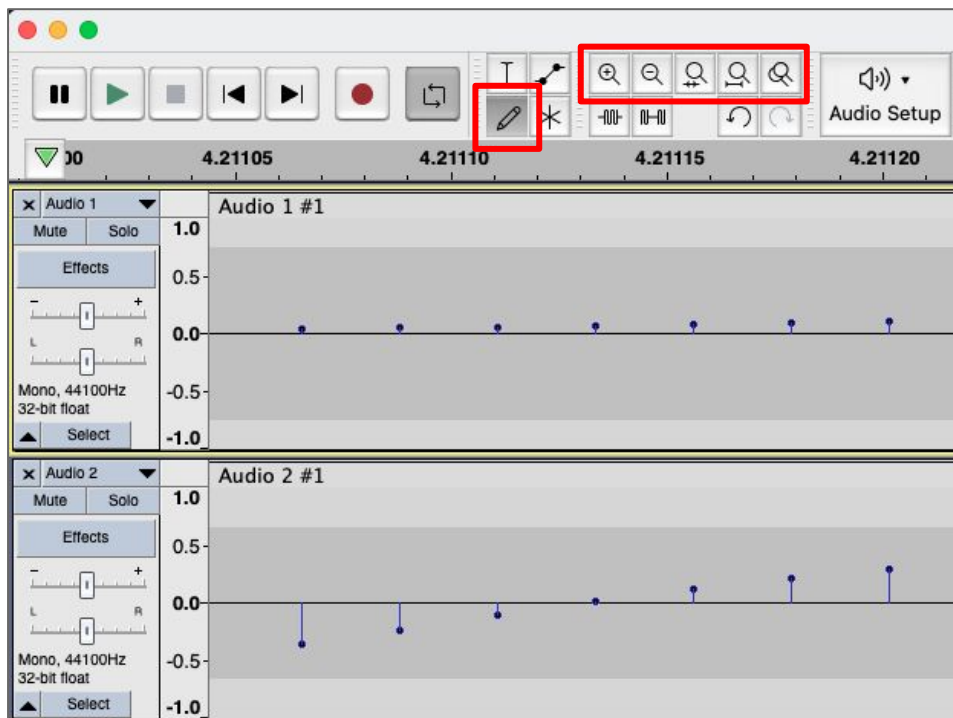 Audio Setup
00 4.21105 4.21110 4.21115 4.21120
× Audio 1 ▼
Audio 1 #1
Mute Solo
1.0
Effects
0.5
- +
0.0
L R
-0.5
Mono, 44100Hz
32-bit float
Select
-1.0
× Audio 2 ▼
Audio 2 #1
Mute Solo
1.0
Effects
0.5
- +
0.0
L R
-0.5
Mono, 44100Hz
32-bit float
Select
-1.0